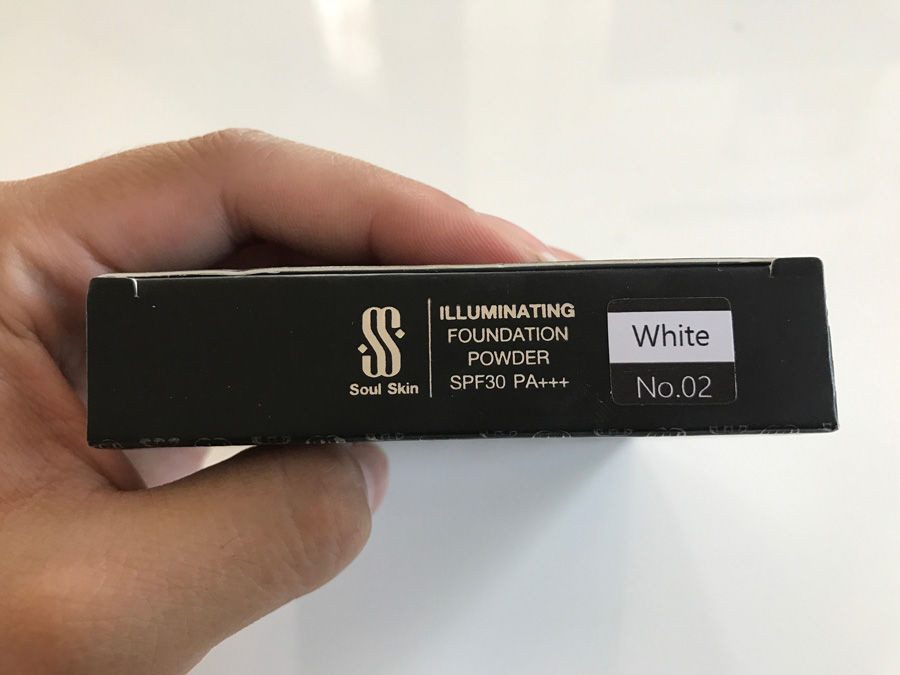 Soul Skin
ILLUMINATING
FOUNDATION
POWDER
SPF30 PA+++
White
No.02